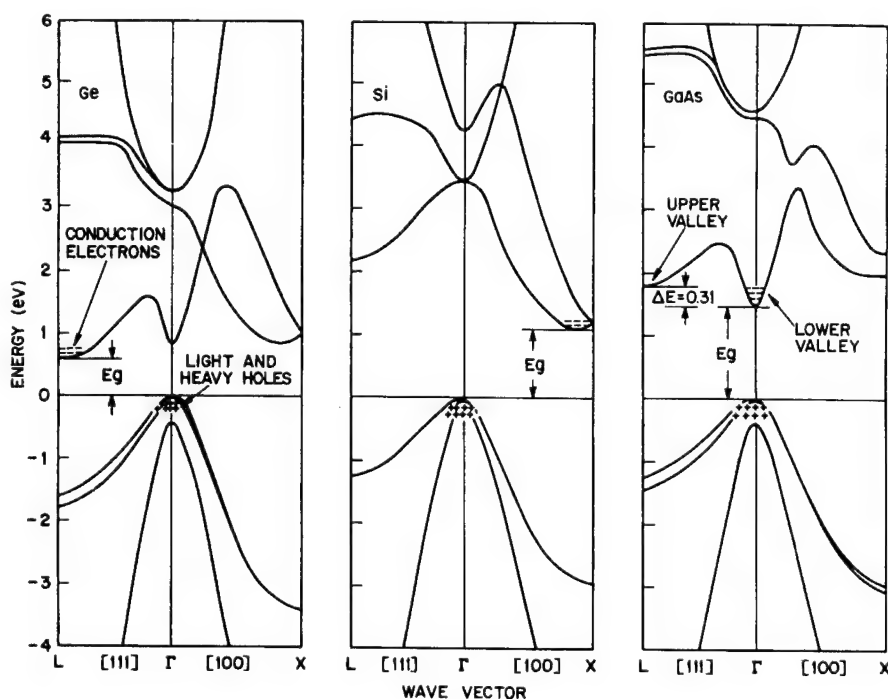 6
5
4
3
2
1
0
-1
-2
-3
-4
ENERGY (eV)
Ge
CONDUCTION
ELECTRONS
Eg
LIGHT AND
HEAVY HOLES
L [111] Γ [100] X
Si
Eg
L [111] Γ [100] X
GaAs
UPPER
VALLEY
ΔE=0.31
LOWER
VALLEY
Eg
L [111] Γ [100] X
WAVE VECTOR